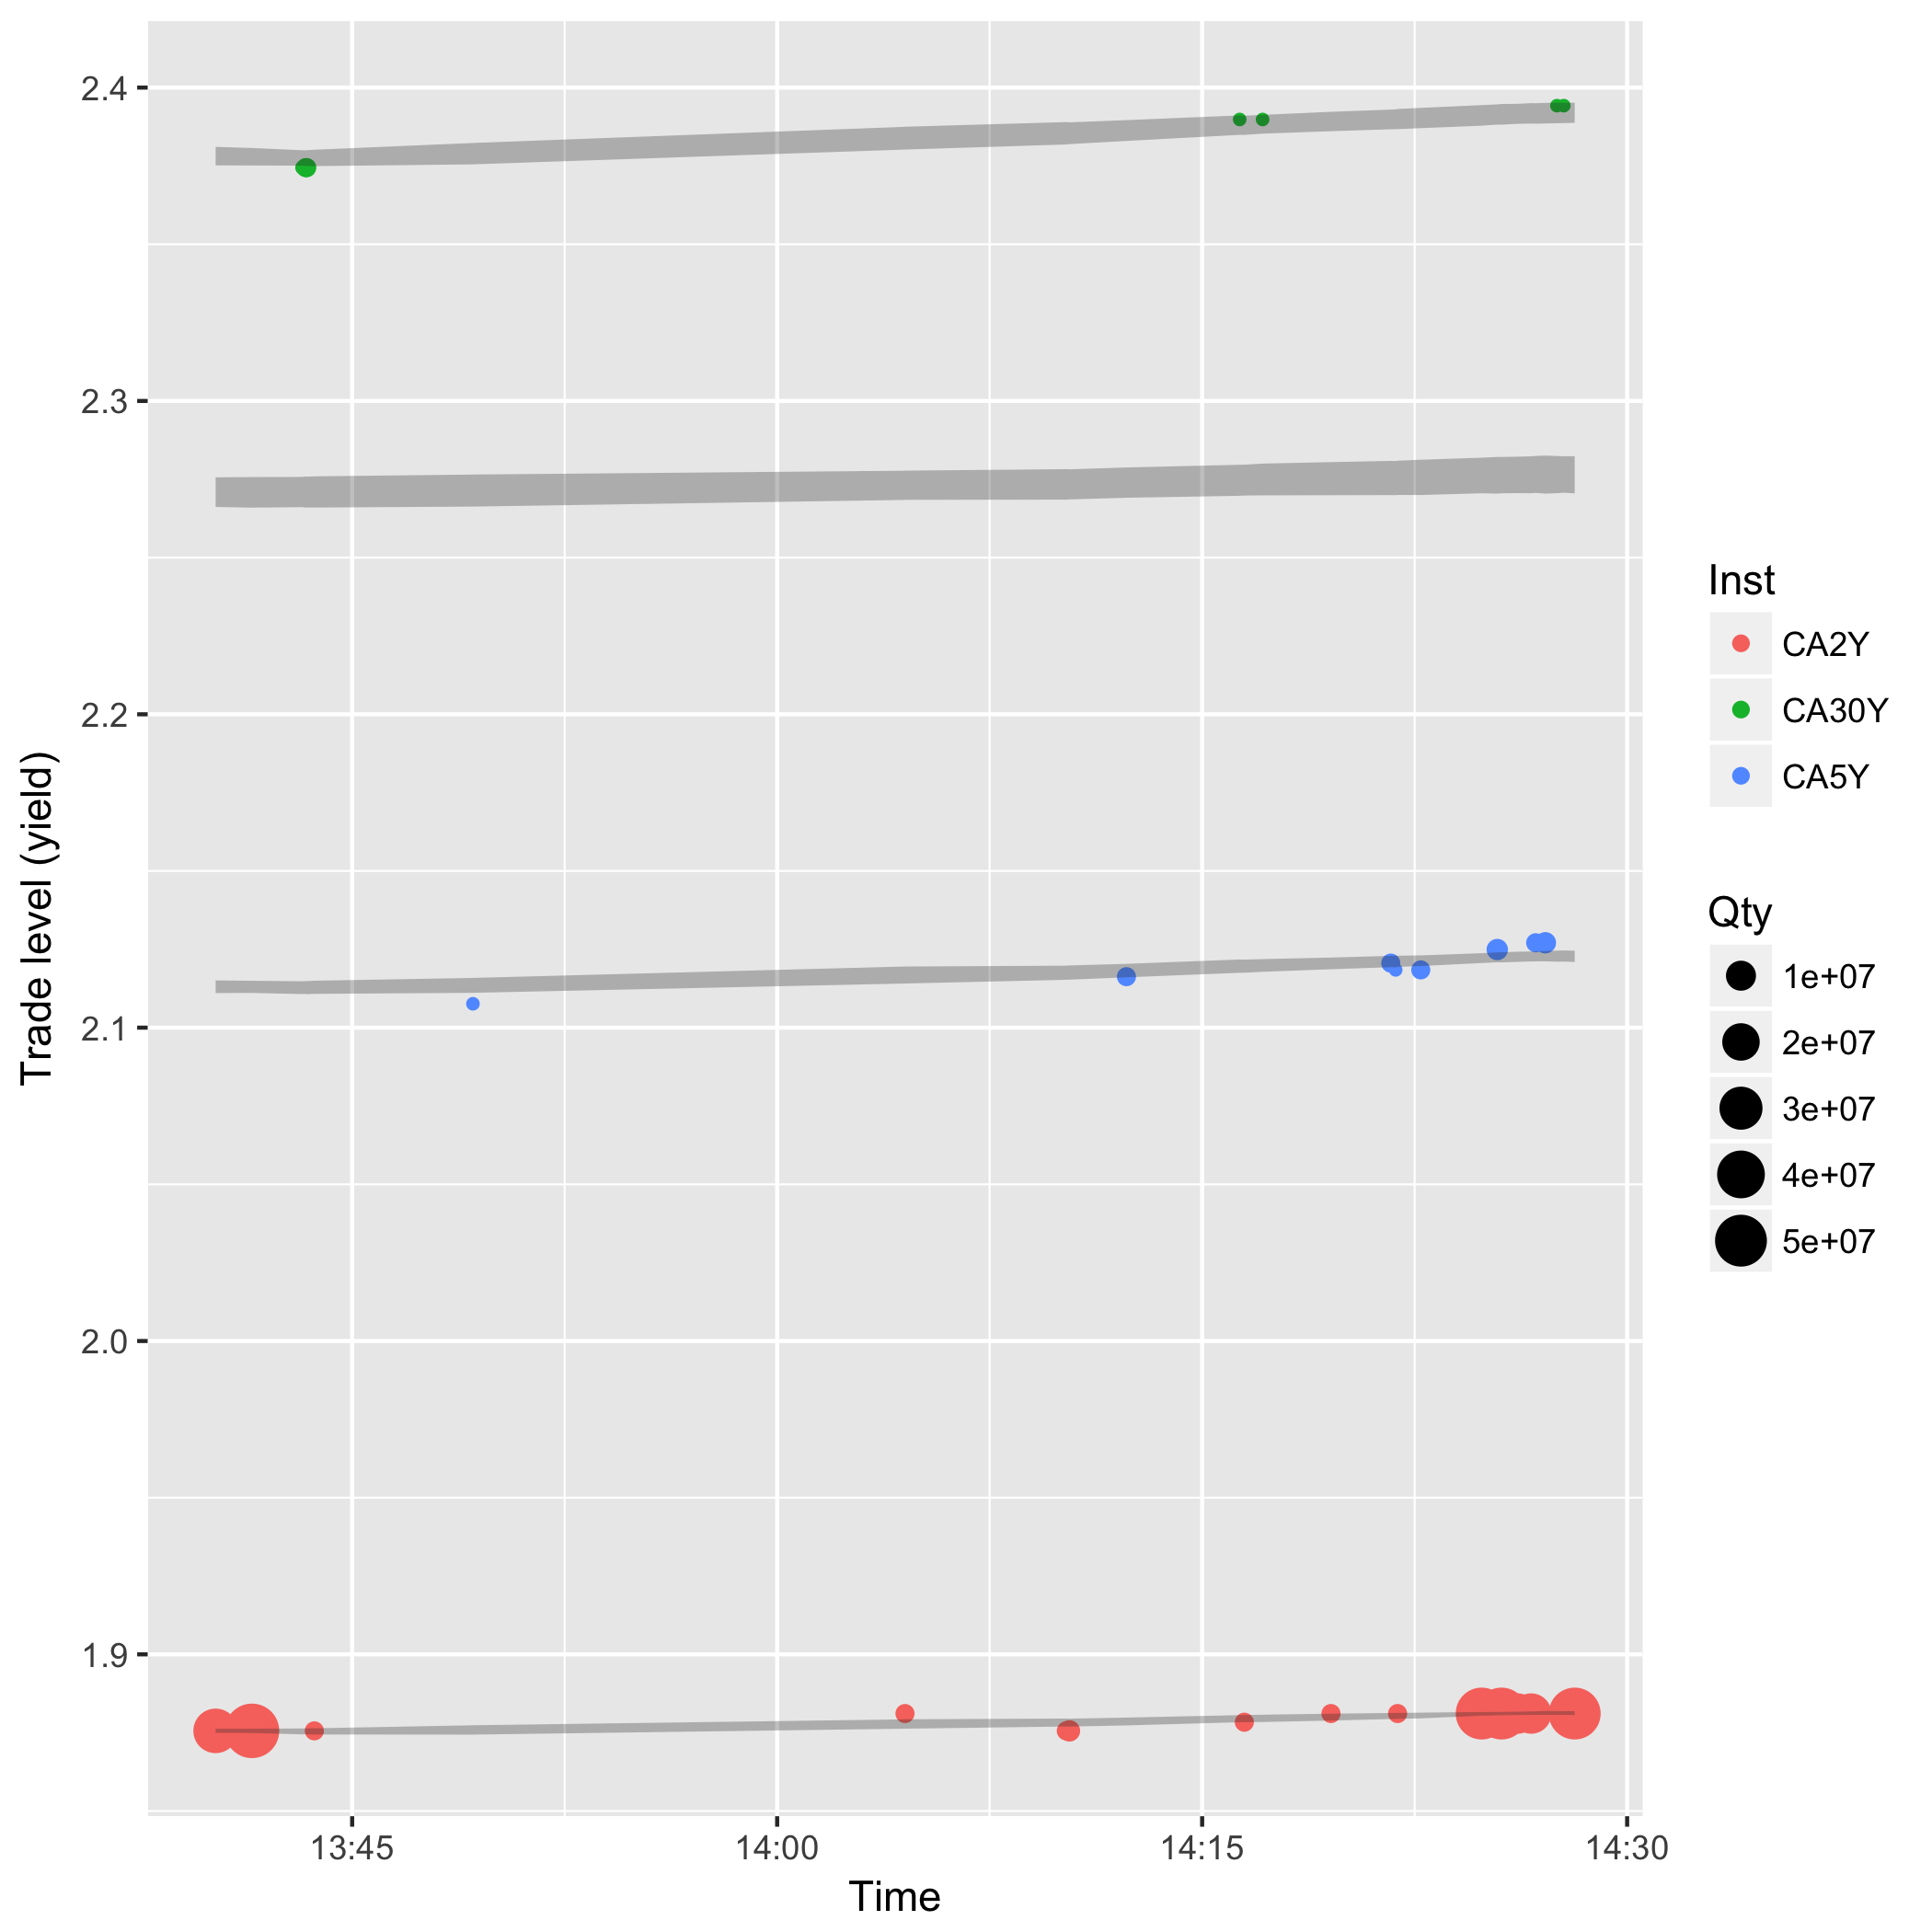 2.4
2.3
2.2
2.1
2.0
1.9
Trade level (yield)
13:45
14:00
14:15
14:30
Time
Inst
CA2Y
CA30Y
CA5Y
Qty
1e+07
2e+07
3e+07
4e+07
5e+07